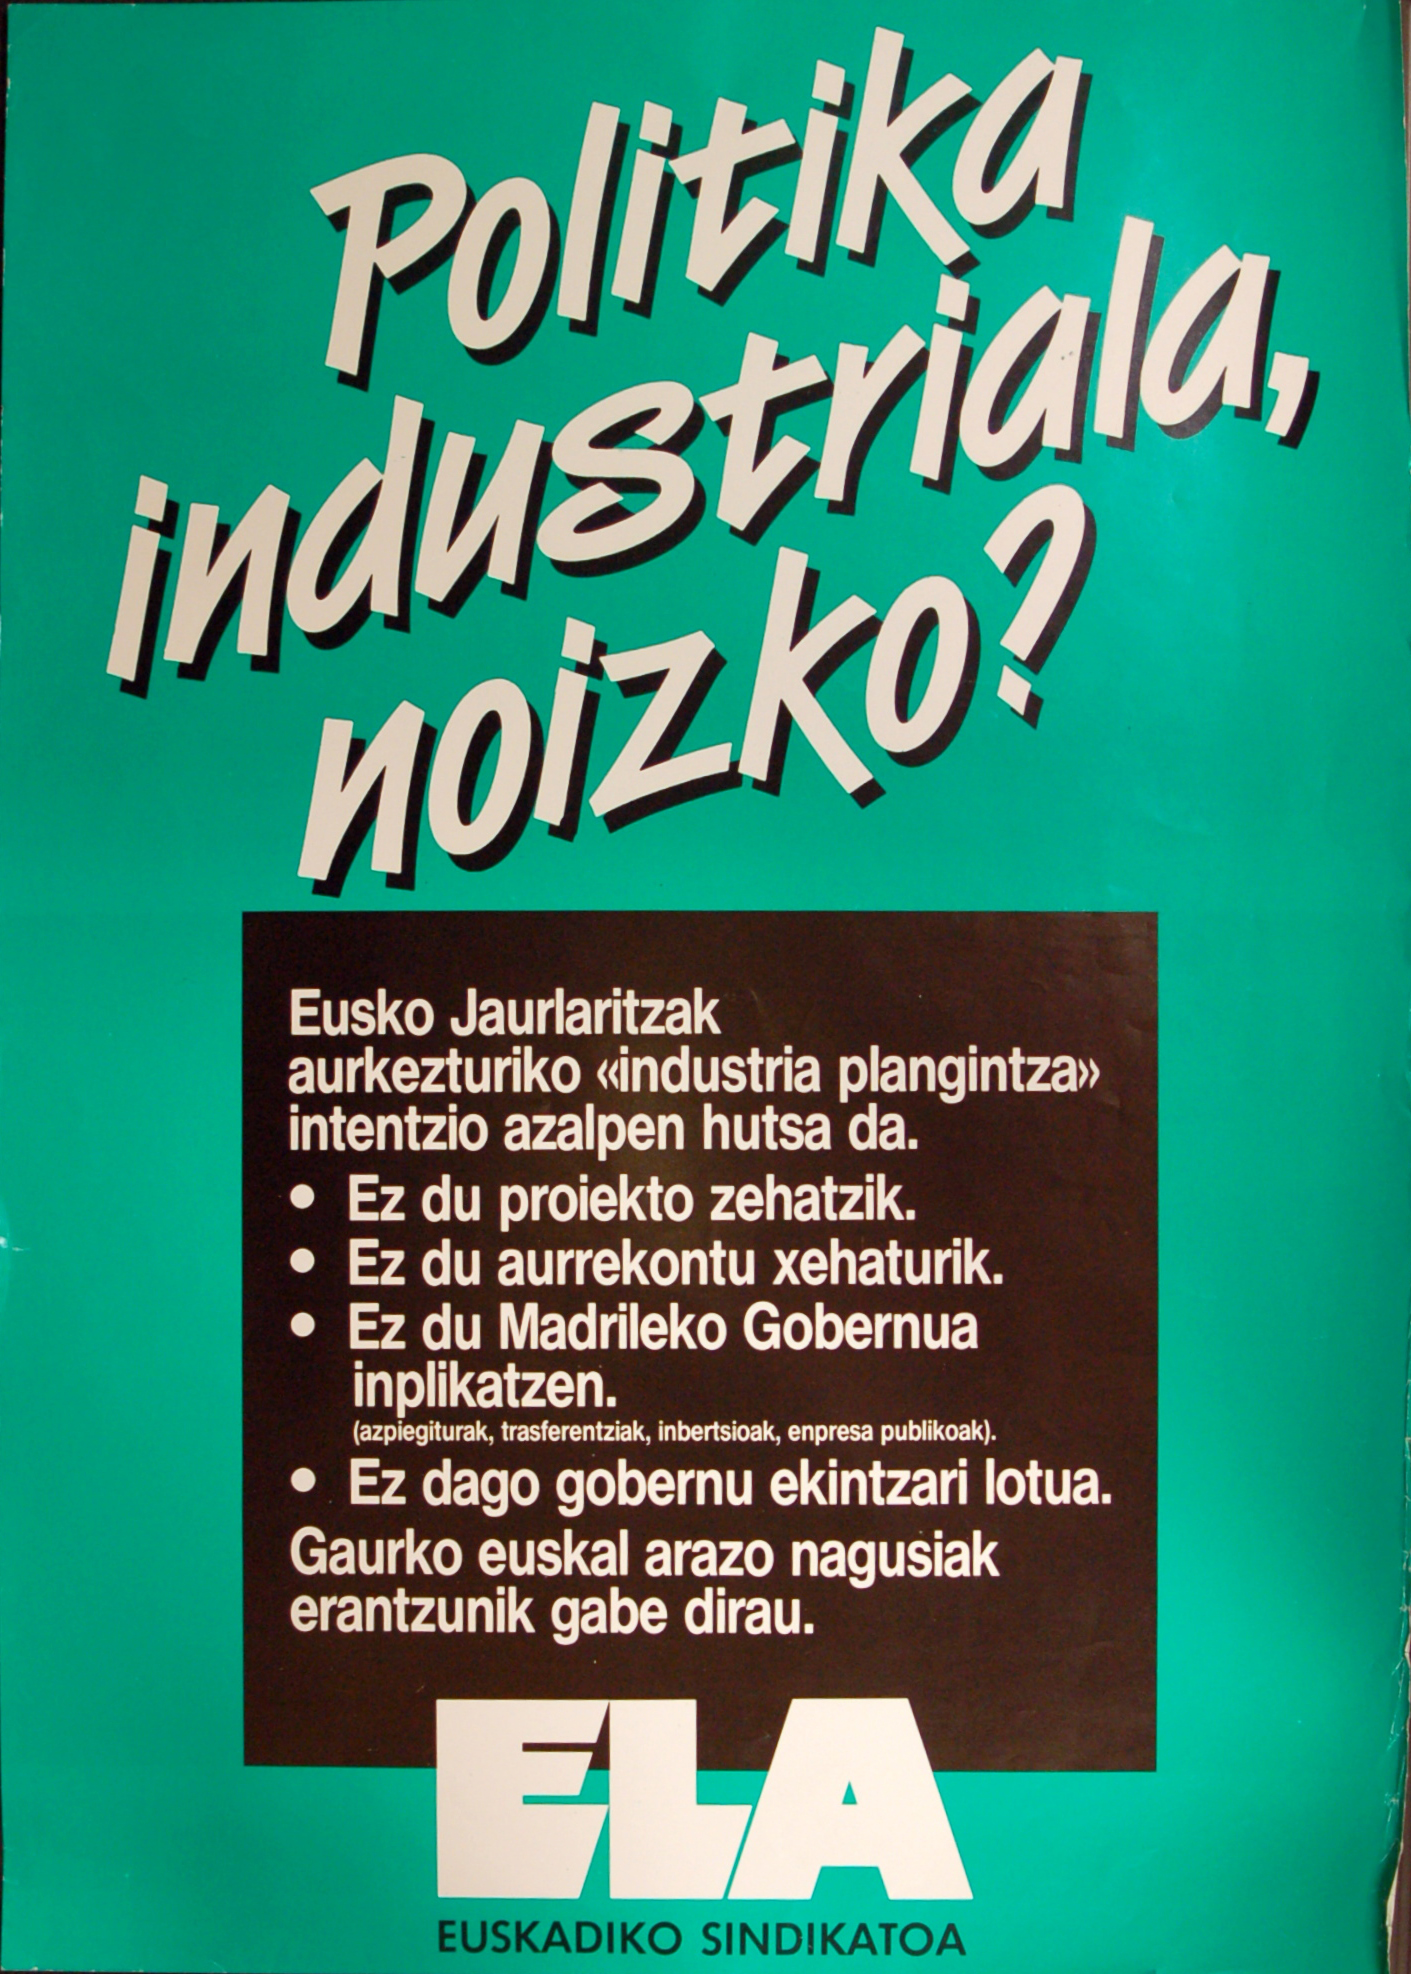 Politika
industriala,
noizko?
Eusko Jaurlaritzak
aurkezturiko «industria plangintza»
intentzio azalpen hutsa da.
• Ez du proiekto zehatzik.
• Ez du aurrekontu xehaturik.
• Ez du Madrileko Gobernua
inplikatzen.
(azpiegiturak, trasferentziak, inbertsioak, enpresa publikoak).
• Ez dago gobernu ekintzari lotua.
Gaurko euskal arazo nagusiak
erantzunik gabe dirau.
ELA
EUSKADIKO SINDIKATOA